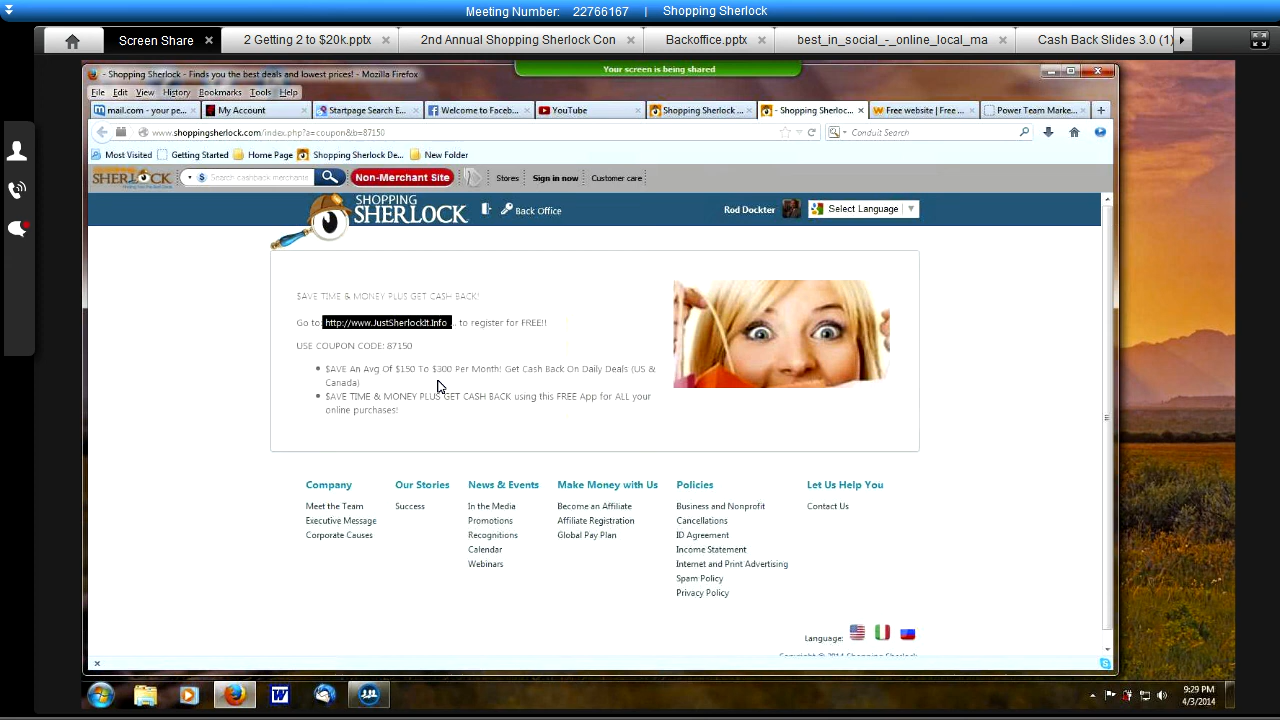 Meeting Number: 22766167 | Shopping Sherlock
Screen Share
2 Getting 2 to $20k.pptx
2nd Annual Shopping Sherlock Con
Backoffice.pptx
best_in_social_-_online_local_ma
Cash Back Slides 3.0 (1)
- Shopping Sherlock - Finds you the best deals and lowest prices! - Mozilla Firefox
Your screen is being shared
File Edit View History Bookmarks Tools Help
mail.com - your pe...
My Account
Startpage Search E...
Welcome to Faceb...
YouTube
Shopping Sherlock ...
- Shopping Sherloc...
Free website | Free ...
Power Team Marke...
www.shoppingsherlock.com/index.php?a=coupon&b=87150
Conduit Search
Most Visited
Getting Started
Home Page
Shopping Sherlock De...
New Folder
SHERLOCK
Search cashback merchants
Non-Merchant Site
Stores
Sign in now
Customer care
SHOPPING
SHERLOCK
Back Office
Rod Dockter
Select Language
$AVE TIME & MONEY PLUS GET CASH BACK!
Go to: http://www.JustSherlockIt.Info ... to register for FREE!!
USE COUPON CODE: 87150
$AVE An Avg Of $150 To $300 Per Month! Get Cash Back On Daily Deals (US &
Canada)
$AVE TIME & MONEY PLUS GET CASH BACK using this FREE App for ALL your
online purchases!
Company
Meet the Team
Executive Message
Corporate Causes
Our Stories
Success
News & Events
In the Media
Promotions
Recognitions
Calendar
Webinars
Make Money with Us
Become an Affiliate
Affiliate Registration
Global Pay Plan
Policies
Business and Nonprofit
Cancellations
ID Agreement
Income Statement
Internet and Print Advertising
Spam Policy
Privacy Policy
Let Us Help You
Contact Us
Language:
Copyright © 2014 Shopping Sherlock
9:29 PM
4/3/2014